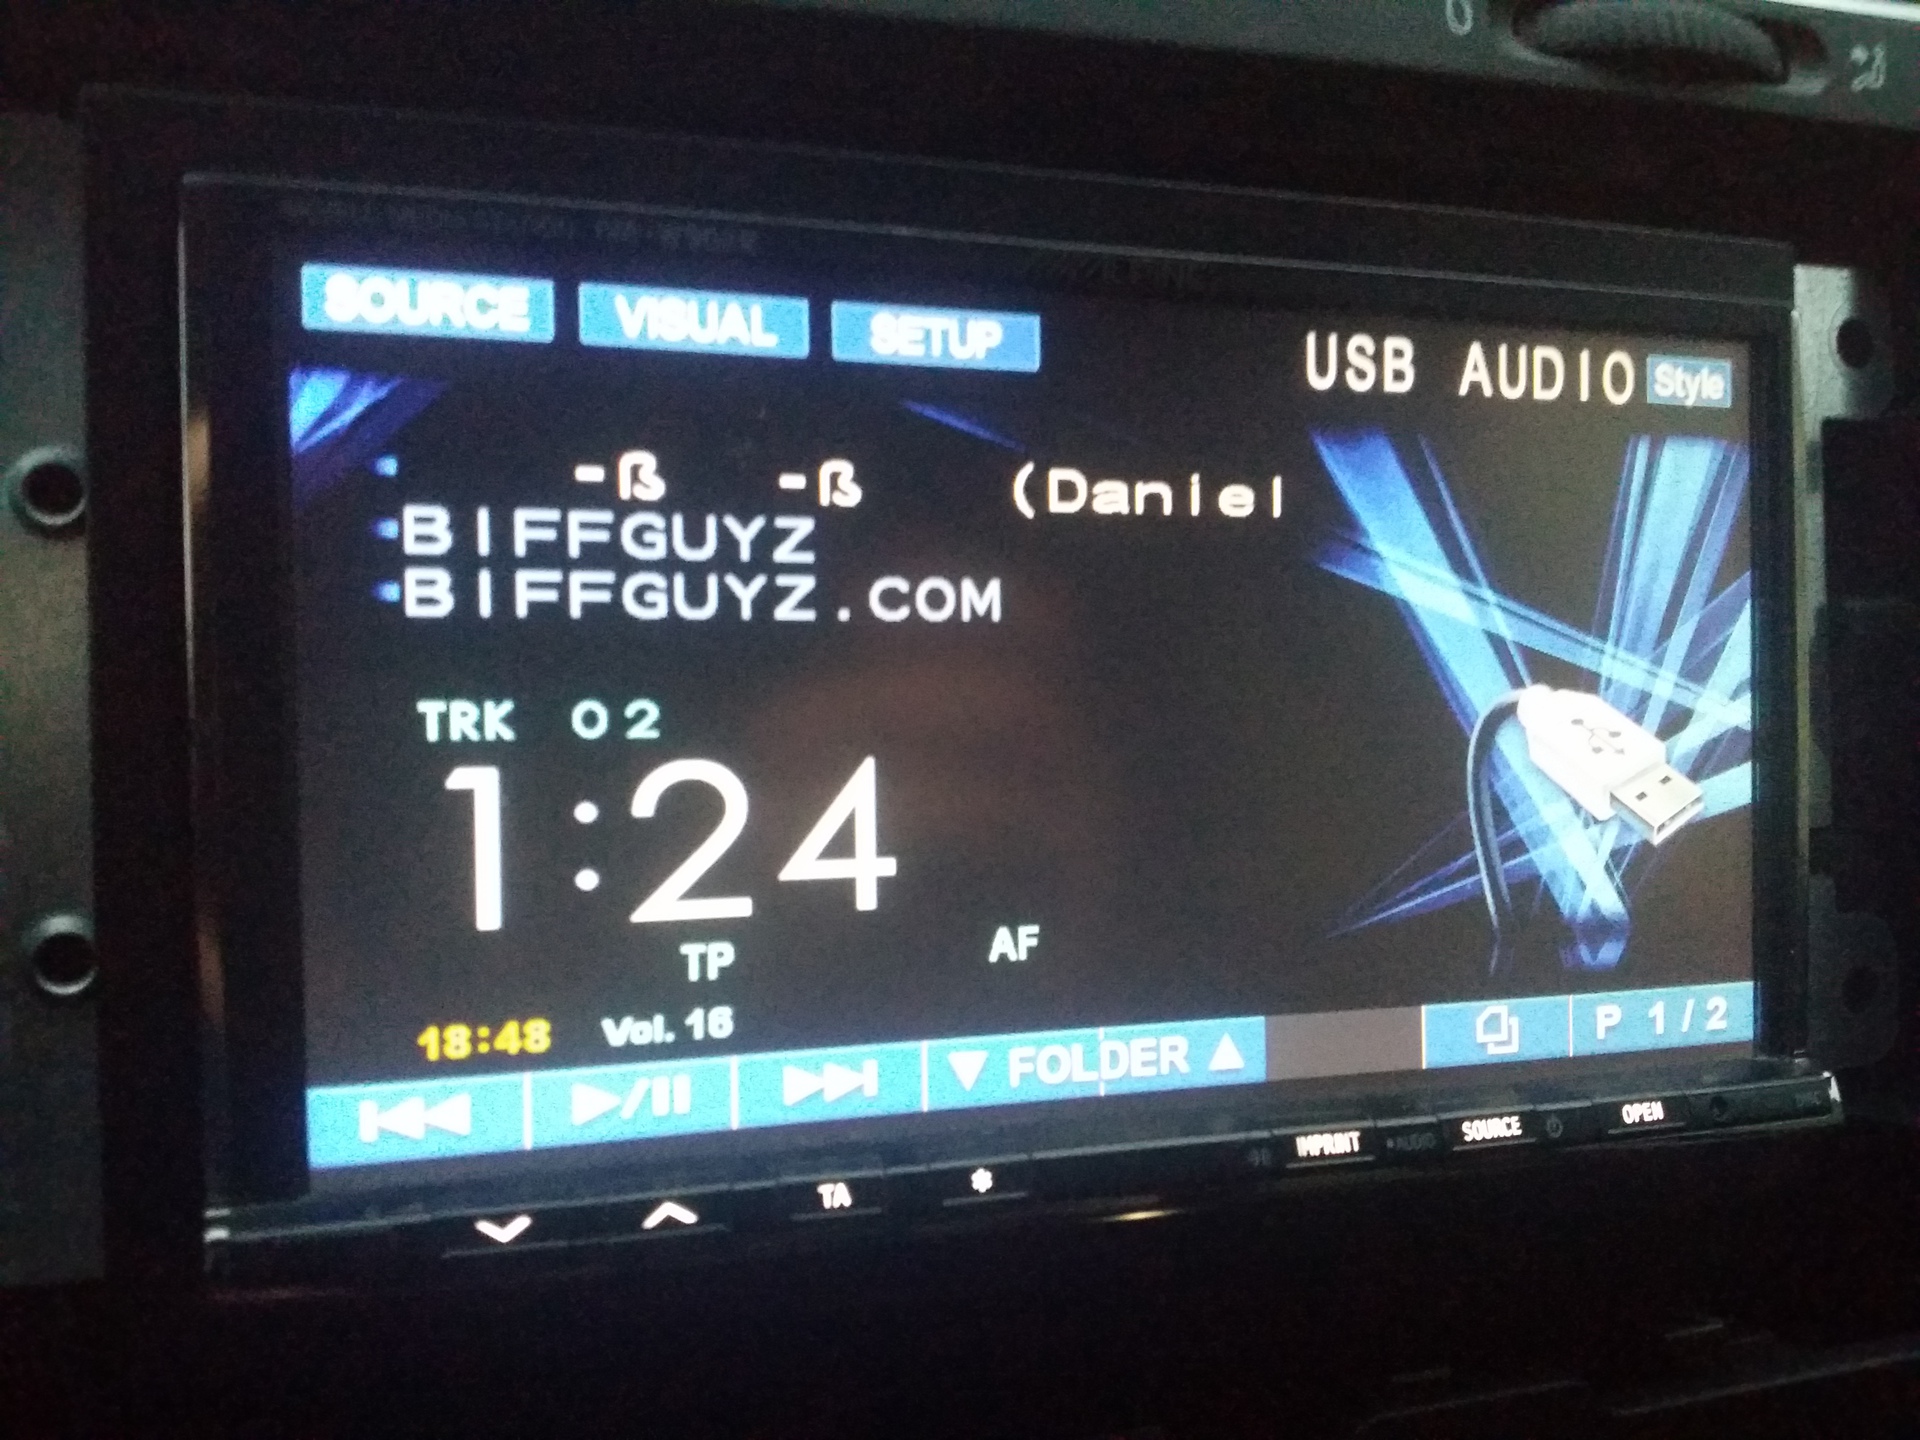 SOURCE VISUAL SETUP
USB AUDIO Style
-ß -ß (Daniel
BIFFGUYZ
BIFFGUYZ.COM
TRK 02
1:24
TP AF
18:48 Vol. 16
FOLDER P 1/2
IMPRINT AUDIO SOURCE OPEN
TA *